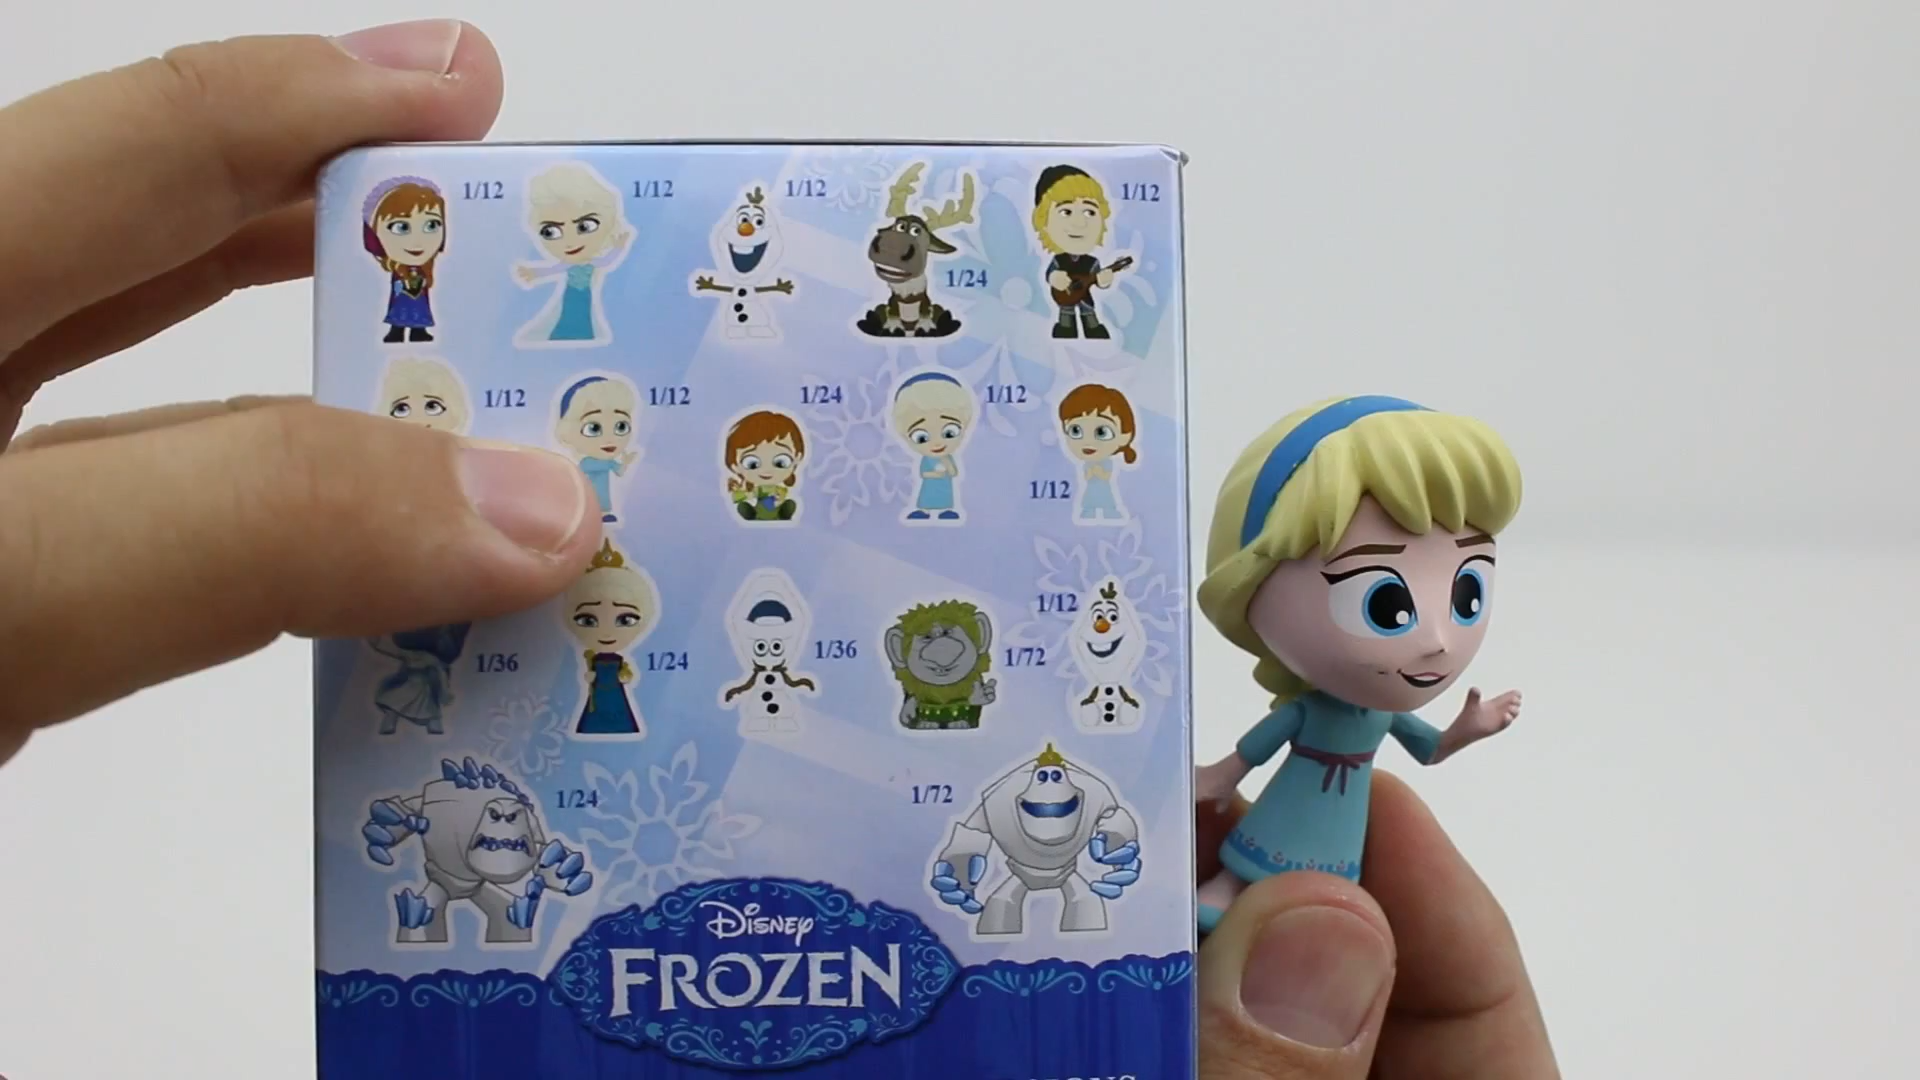 1/12 1/12 1/12 1/24 1/12
1/12 1/12 1/24 1/12 1/12
1/36 1/24 1/36 1/72 1/12
1/24 1/72
Disney
FROZEN